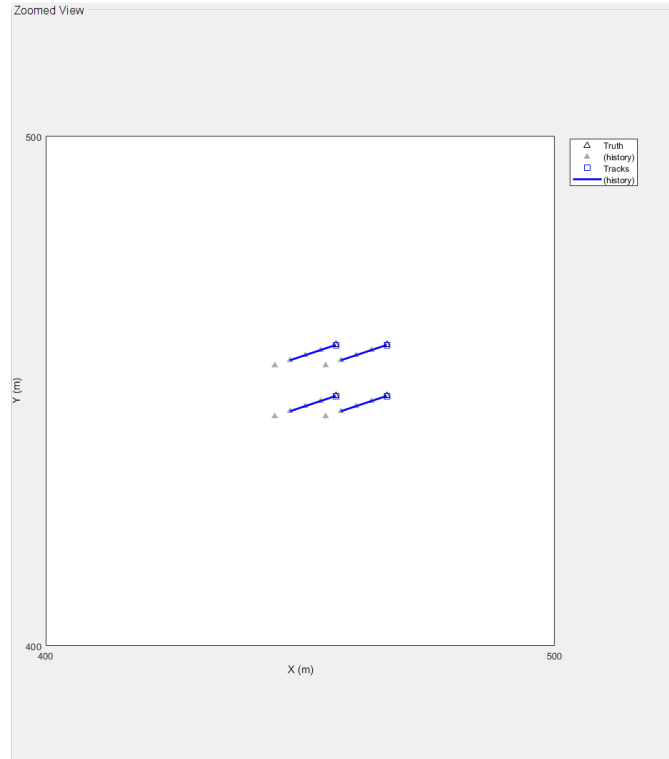 Zoomed View
500
Truth
(history)
Tracks
(history)
Y (m)
400
400
500
X (m)